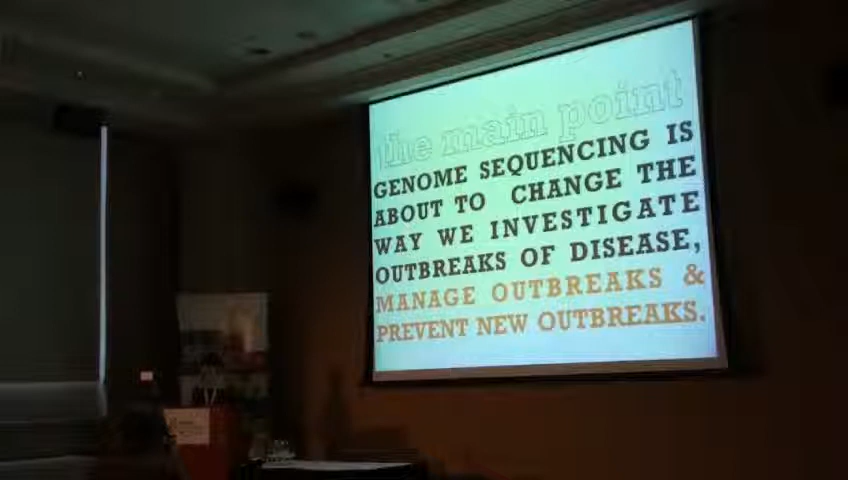 the main point
GENOME SEQUENCING IS
ABOUT TO CHANGE THE
WAY WE INVESTIGATE
OUTBREAKS OF DISEASE,
MANAGE OUTBREAKS &
PREVENT NEW OUTBREAKS.